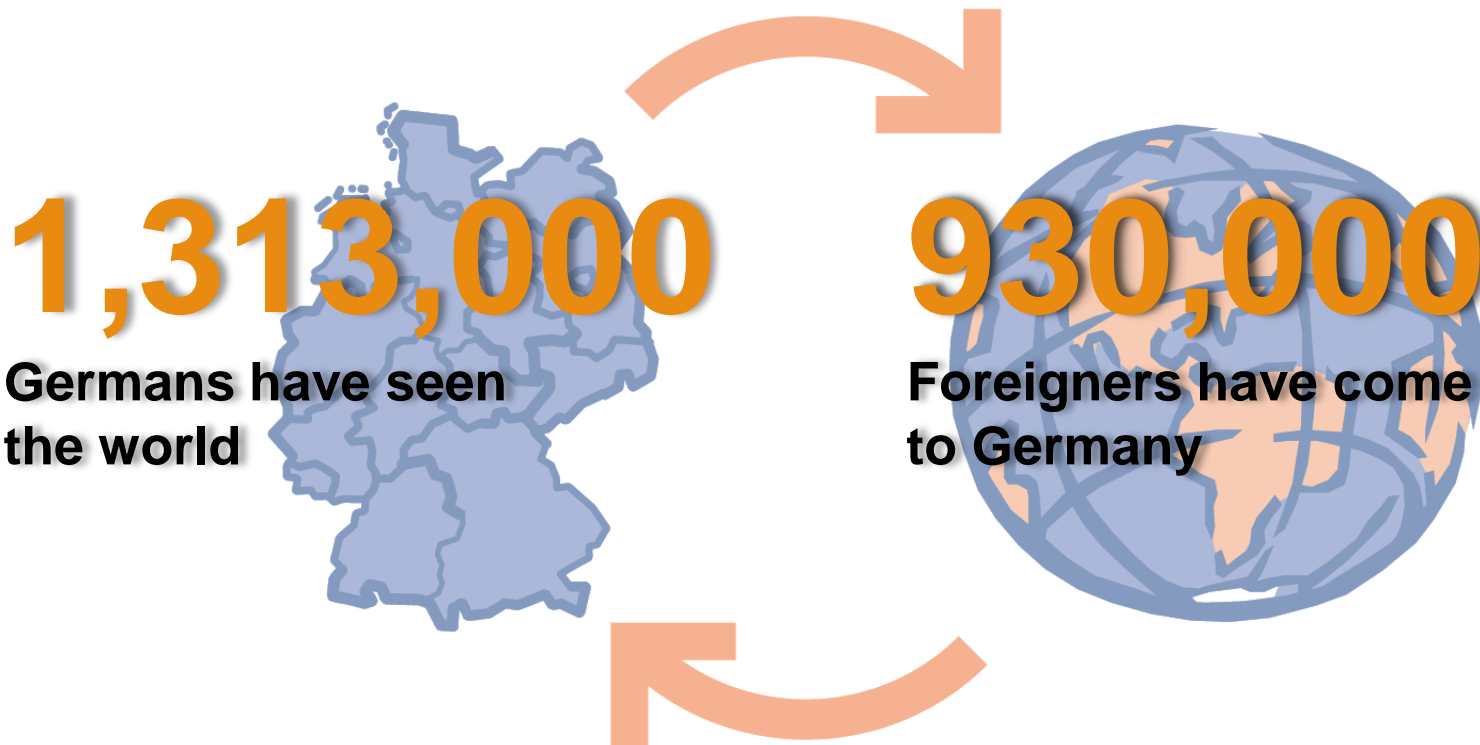 1,313,000
Germans have seen
the world
930,000
Foreigners have come
to Germany